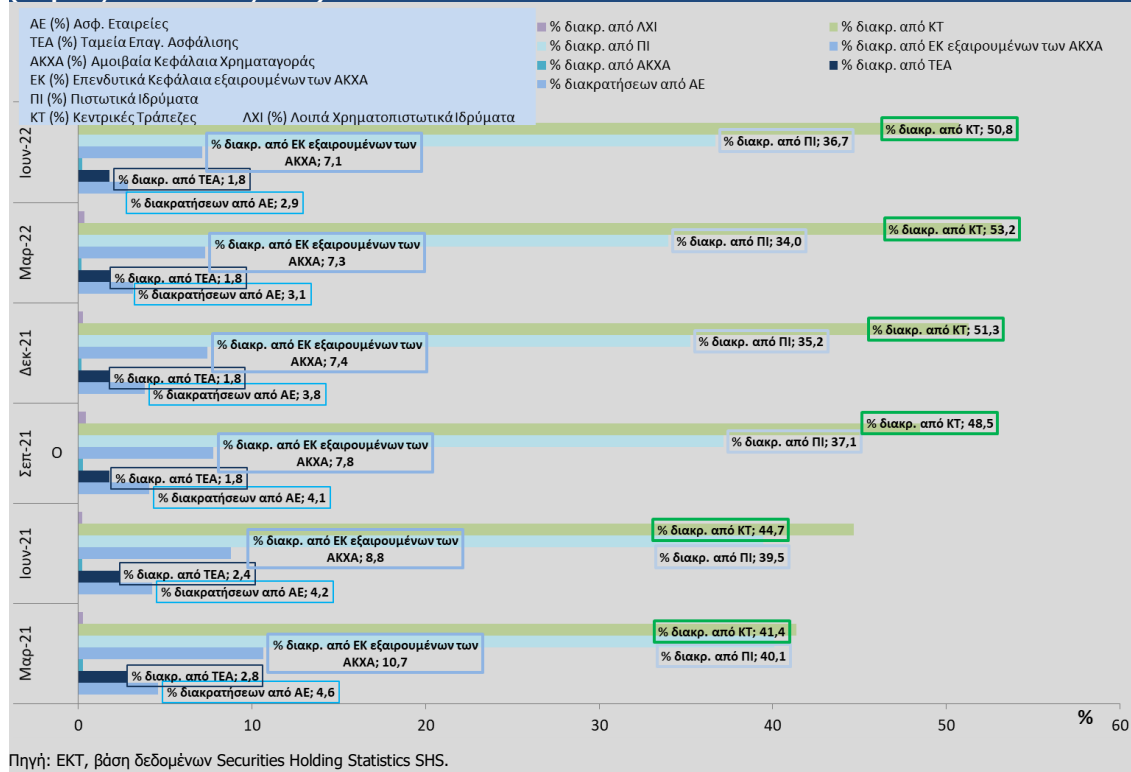 ΑΕ (%) Ασφ. Εταιρείες
ΤΕΑ (%) Ταμεία Επαγ. Ασφάλισης
ΑΚΧΑ (%) Αμοιβαία Κεφάλαια Χρηματαγοράς
ΕΚ (%) Επενδυτικά Κεφάλαια εξαιρουμένων των ΑΚΧΑ
ΠΙ (%) Πιστωτικά Ιδρύματα
ΚΤ (%) Κεντρικές Τράπεζες ΛΧΙ (%) Λοιπά Χρηματοπιστωτικά Ιδρύματα
% διακρ. από ΛΧΙ
% διακρ. από ΚΤ
% διακρ. από ΠΙ
% διακρ. από ΕΚ εξαιρουμένων των ΑΚΧΑ
% διακρ. από ΑΚΧΑ
% διακρ. από ΤΕΑ
% διακρατήσεων από ΑΕ
Ιουν-22
% διακρ. από ΚΤ; 50,8
% διακρ. από ΠΙ; 36,7
% διακρ. από ΕΚ εξαιρουμένων των
ΑΚΧΑ; 7,1
% διακρ. από ΤΕΑ; 1,8
% διακρατήσεων από ΑΕ; 2,9
Μαρ-22
% διακρ. από ΚΤ; 53,2
% διακρ. από ΠΙ; 34,0
% διακρ. από ΕΚ εξαιρουμένων των
ΑΚΧΑ; 7,3
% διακρ. από ΤΕΑ; 1,8
% διακρατήσεων από ΑΕ; 3,1
Δεκ-21
% διακρ. από ΚΤ; 51,3
% διακρ. από ΠΙ; 35,2
% διακρ. από ΕΚ εξαιρουμένων των
ΑΚΧΑ; 7,4
% διακρ. από ΤΕΑ; 1,8
% διακρατήσεων από ΑΕ; 3,8
Σεπ-21
Ο
% διακρ. από ΚΤ; 48,5
% διακρ. από ΠΙ; 37,1
% διακρ. από ΕΚ εξαιρουμένων των
ΑΚΧΑ; 7,8
% διακρ. από ΤΕΑ; 1,8
% διακρατήσεων από ΑΕ; 4,1
Ιουν-21
% διακρ. από ΚΤ; 44,7
% διακρ. από ΠΙ; 39,5
% διακρ. από ΕΚ εξαιρουμένων των
ΑΚΧΑ; 8,8
% διακρ. από ΤΕΑ; 2,4
% διακρατήσεων από ΑΕ; 4,2
Μαρ-21
% διακρ. από ΚΤ; 41,4
% διακρ. από ΠΙ; 40,1
% διακρ. από ΕΚ εξαιρουμένων των
ΑΚΧΑ; 10,7
% διακρ. από ΤΕΑ; 2,8
% διακρατήσεων από ΑΕ; 4,6
0 10 20 30 40 50 60
%
Πηγή: ΕΚΤ, βάση δεδομένων Securities Holding Statistics SHS.